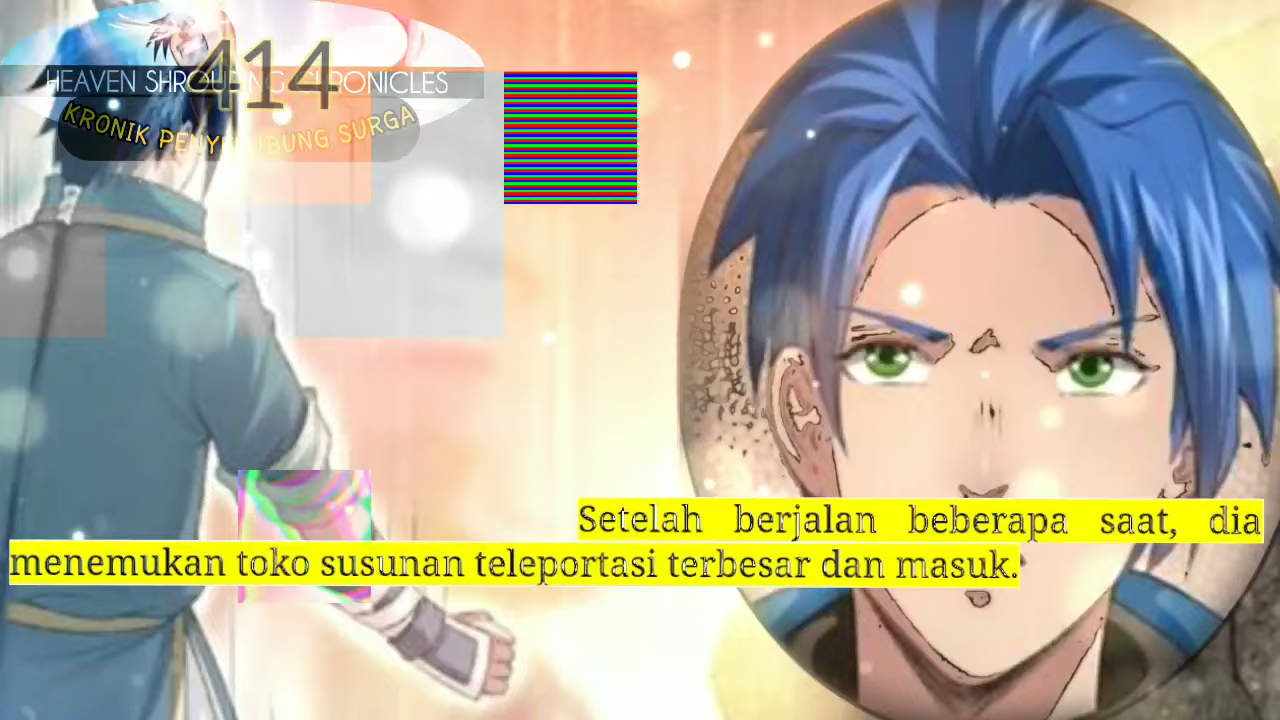 414
HEAVEN SHROUDING CHRONICLES
KRONIK PENYELUBUNG SURGA
Setelah berjalan beberapa saat, dia
menemukan toko susunan teleportasi terbesar dan masuk.